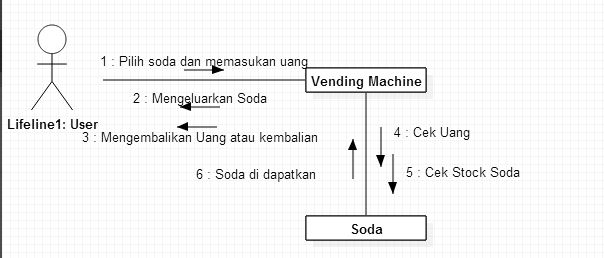 1 : Pilih soda dan memasukan uang
Vending Machine
2 : Mengeluarkan Soda
Lifeline1: User
3 : Mengembalikan Uang atau kembalian
4 : Cek Uang
6 : Soda di dapatkan
5 : Cek Stock Soda
Soda